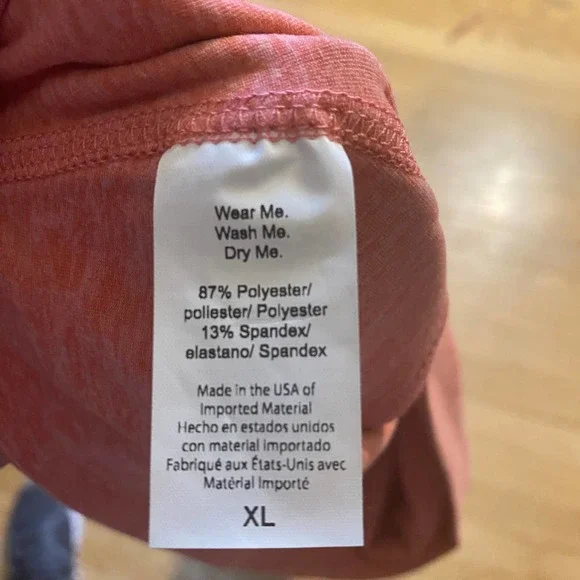 Wear Me.
Wash Me.
Dry Me.
87% Polyester/
poliester/ Polyester
13% Spandex/
elastano/ Spandex
Made in the USA of
Imported Material
Hecho en estados unidos
con material importado
Fabriqué aux États-Unis avec
Matérial Importé
XL